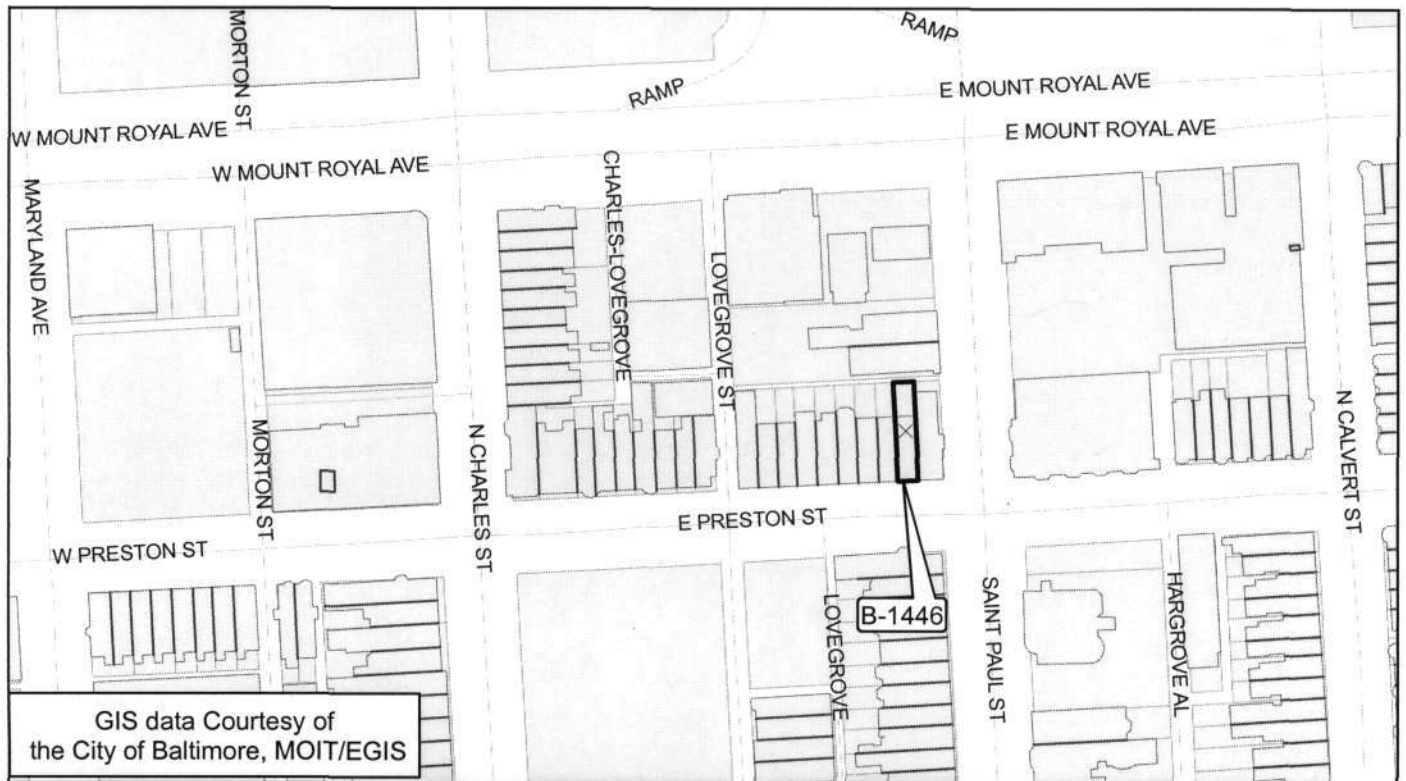 MORTON ST
RAMP
RAMP
E MOUNT ROYAL AVE
W MOUNT ROYAL AVE
E MOUNT ROYAL AVE
W MOUNT ROYAL AVE
MARYLAND AVE
CHARLES-LOVEGROVE
LOVEGROVE ST
MORTON ST
N CHARLES ST
N CALVERT ST
E PRESTON ST
W PRESTON ST
B-1446
LOVEGROVE
SAINT PAUL ST
HARGROVE AL
GIS data Courtesy of
the City of Baltimore, MOIT/EGIS